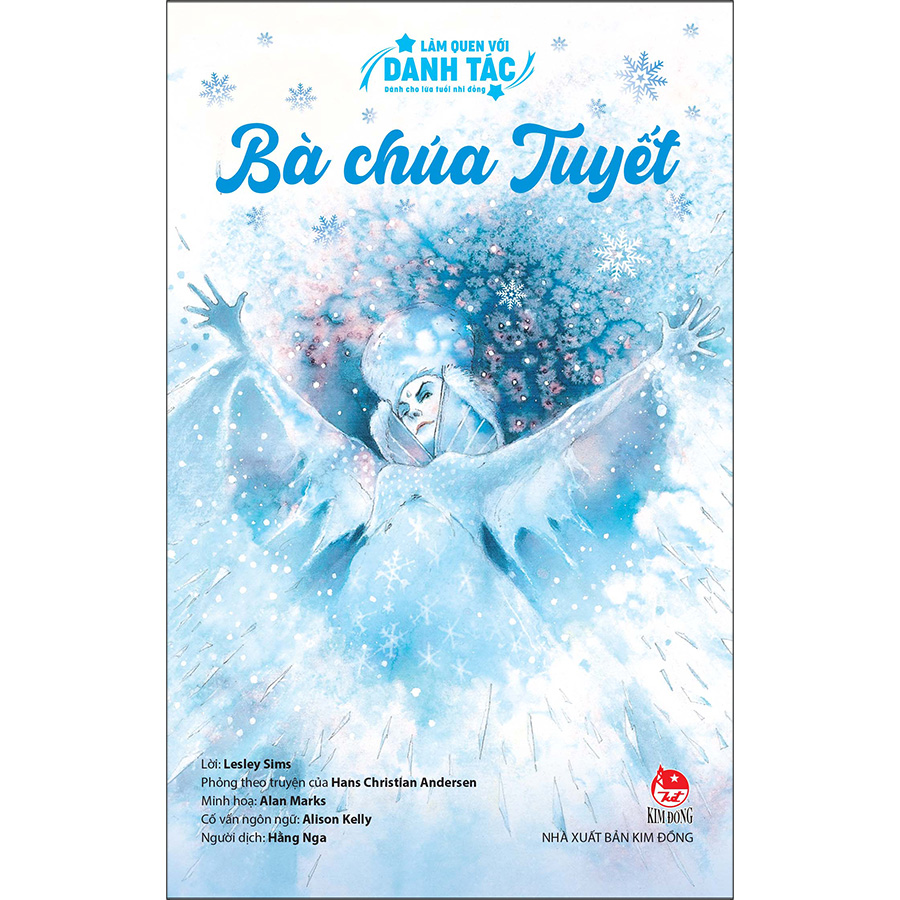 LÀM QUEN VỚI
DANH TÁC
Dành cho lứa tuổi nhi đồng
Bà chúa Tuyết
Lời: Lesley Sims
Phỏng theo truyện của Hans Christian Andersen
Minh hoạ: Alan Marks
Cố vấn ngôn ngữ: Alison Kelly
Người dịch: Hằng Nga
KIM ĐỒNG
NHÀ XUẤT BẢN KIM ĐỒNG